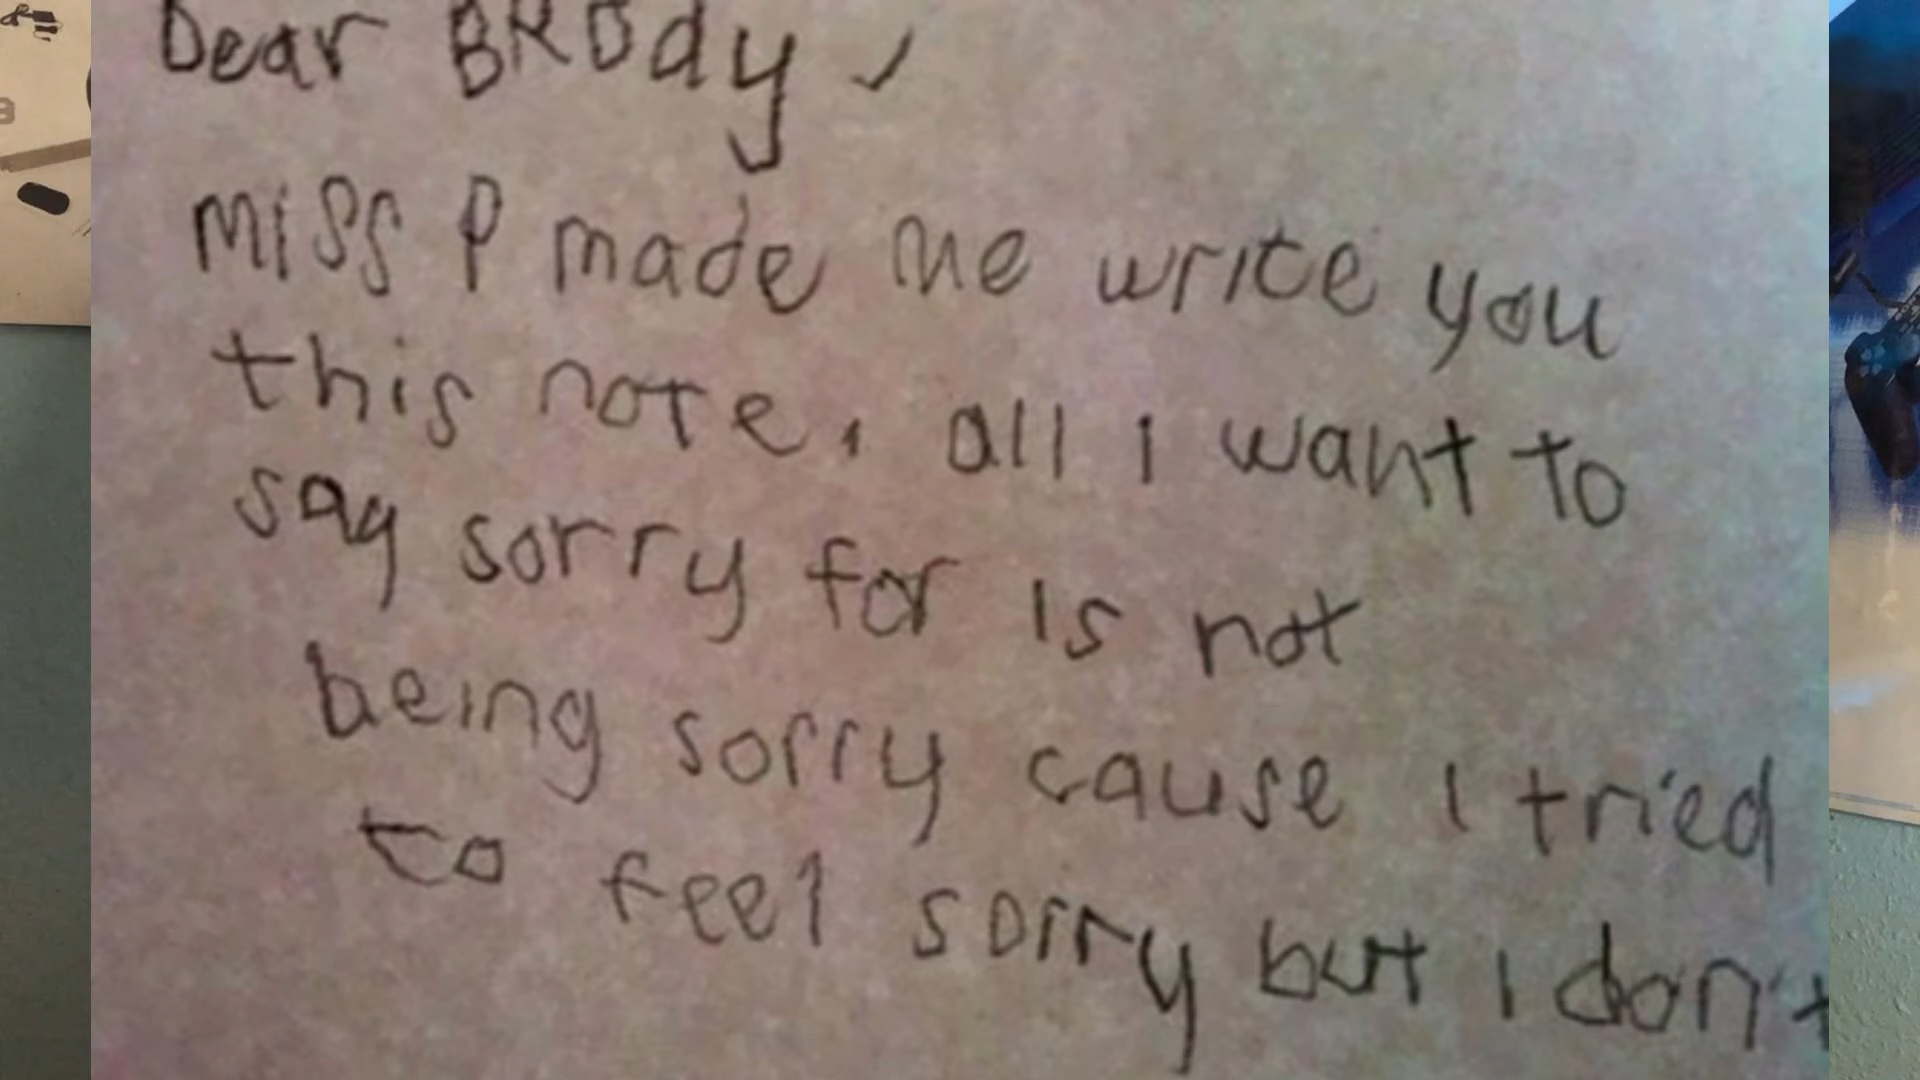 Dear BRODy,
miss P made me write you
this note. all I want to
say sorry for is not
being sorry cause I tried
to feel sorry but I don't